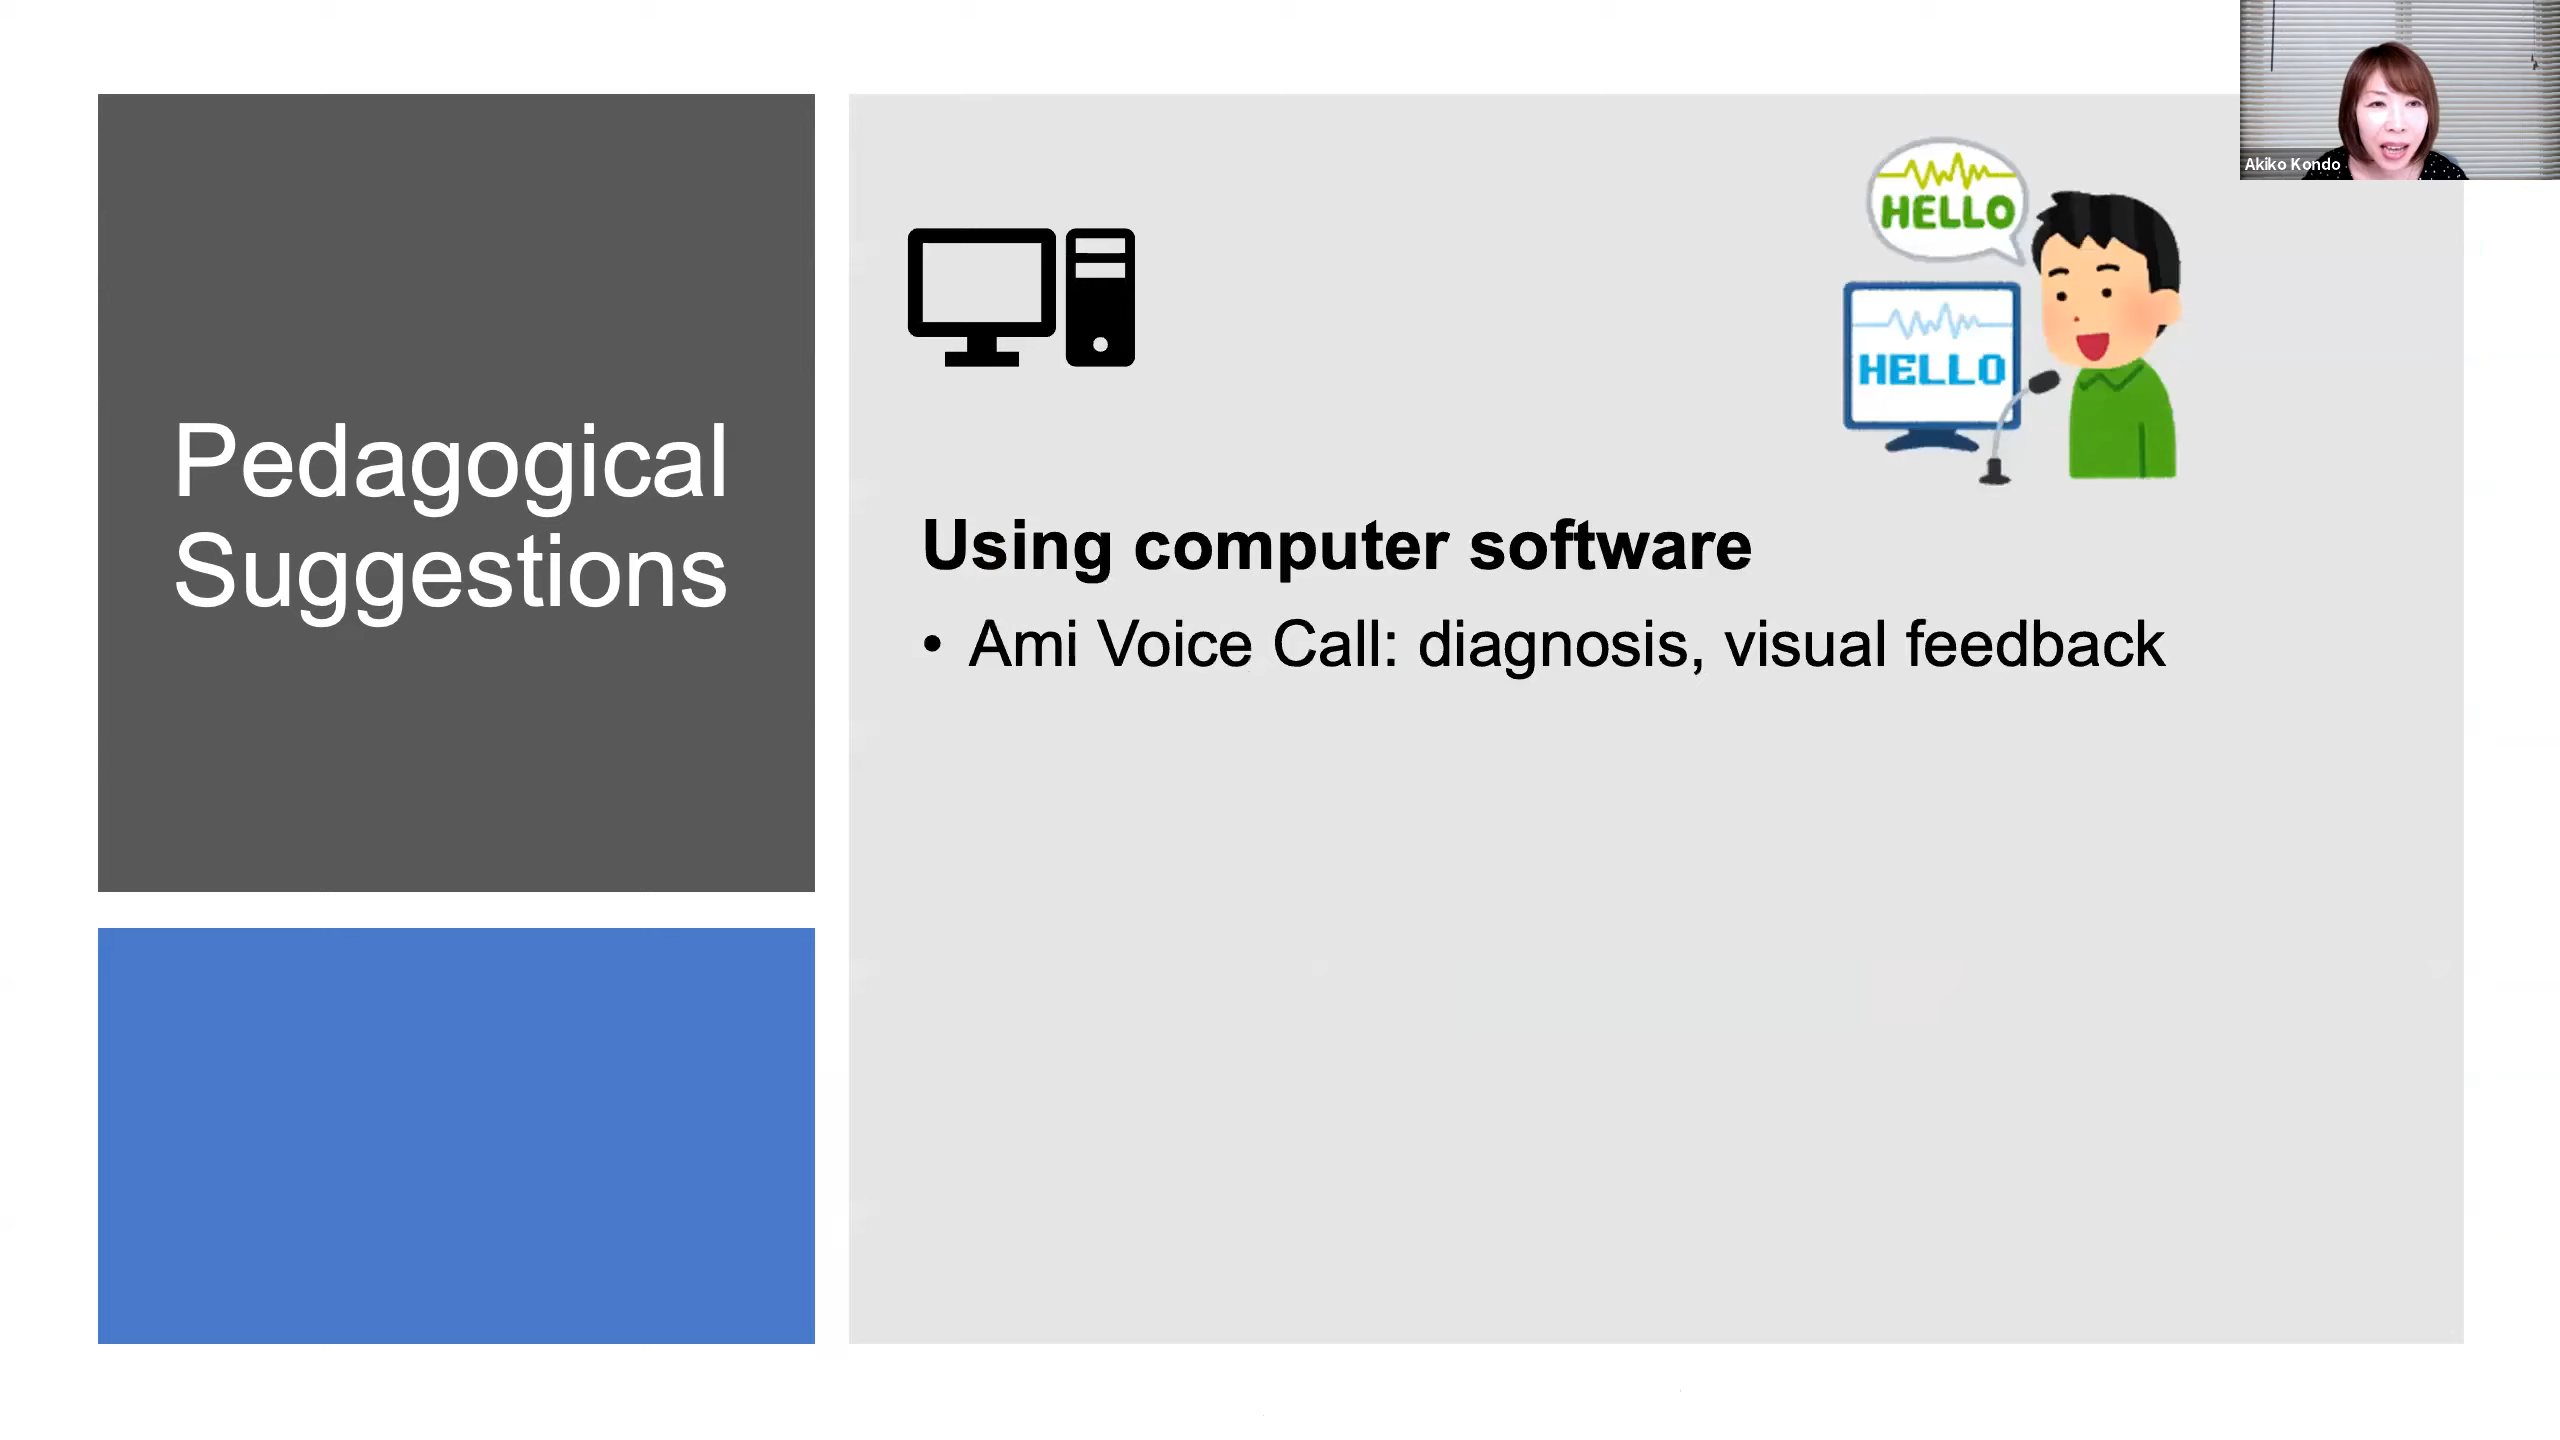 Akiko Kondo
HELLO
HELLO
Pedagogical
Suggestions
Using computer software
• Ami Voice Call: diagnosis, visual feedback